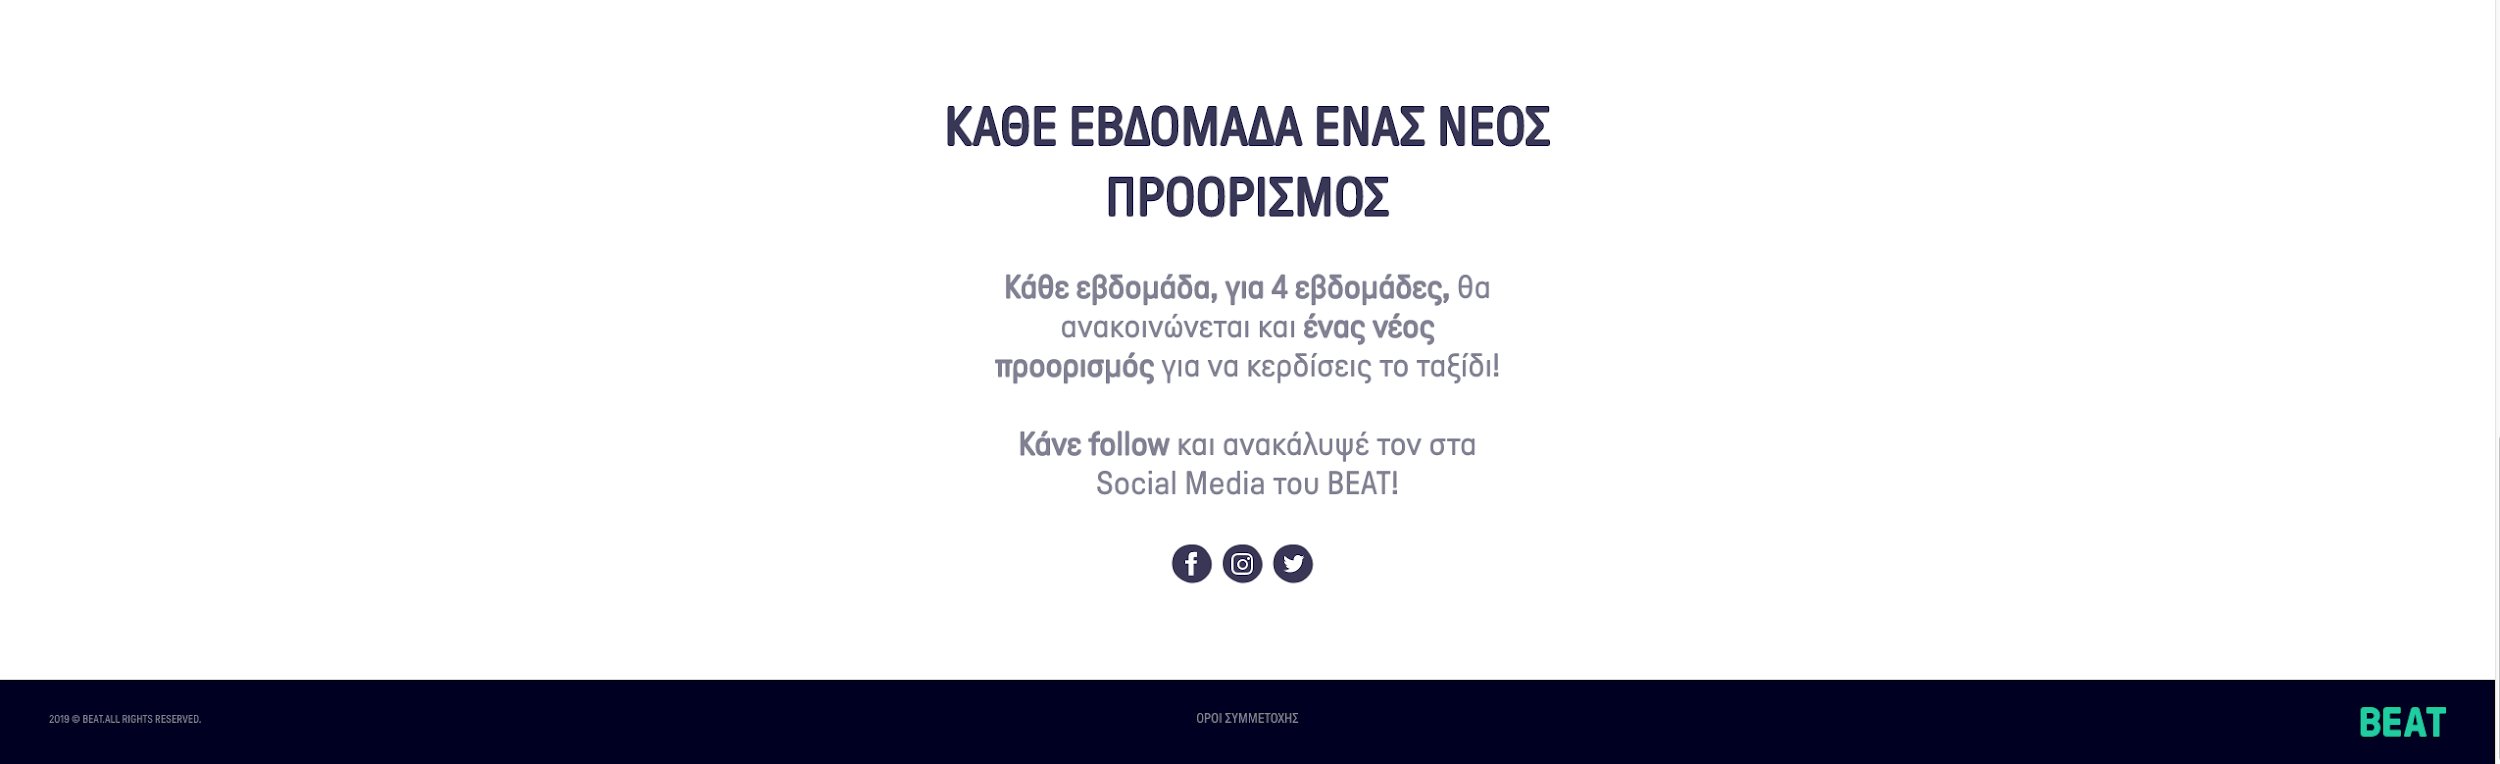 ΚΑΘΕ ΕΒΔΟΜΑΔΑ ΕΝΑΣ ΝΕΟΣ
ΠΡΟΟΡΙΣΜΟΣ
Κάθε εβδομάδα, για 4 εβδομάδες, θα
ανακοινώνεται και ένας νέος
προορισμός για να κερδίσεις το ταξίδι!
Κάνε follow και ανακάλυψέ τον στα
Social Media του BEAT!
2019 © BEAT.ALL RIGHTS RESERVED.
ΟΡΟΙ ΣΥΜΜΕΤΟΧΗΣ
BEAT